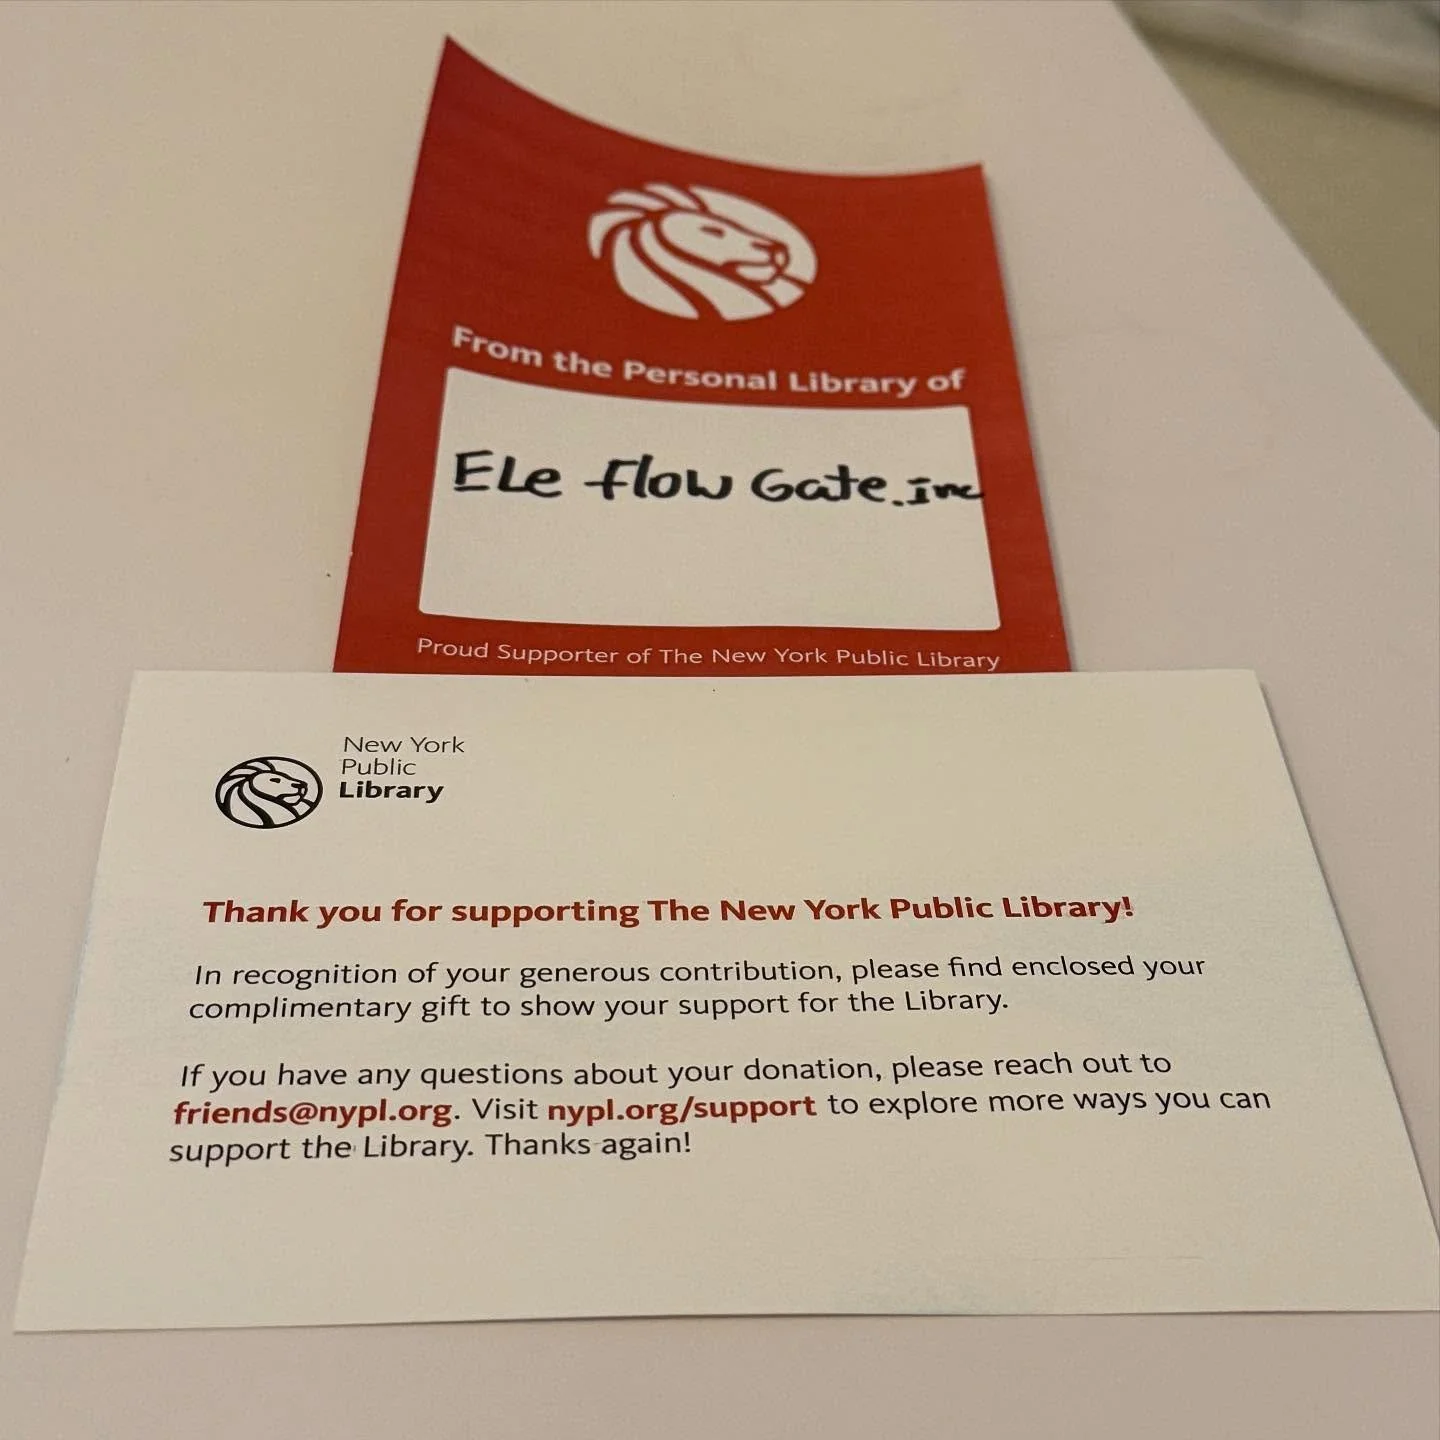 From the Personal Library of
ELe flow Gate.inc
Proud Supporter of The New York Public Library
New York
Public
Library
Thank you for supporting The New York Public Library!
In recognition of your generous contribution, please find enclosed your
complimentary gift to show your support for the Library.
If you have any questions about your donation, please reach out to
friends@nypl.org. Visit nypl.org/support to explore more ways you can
support the Library. Thanks again!